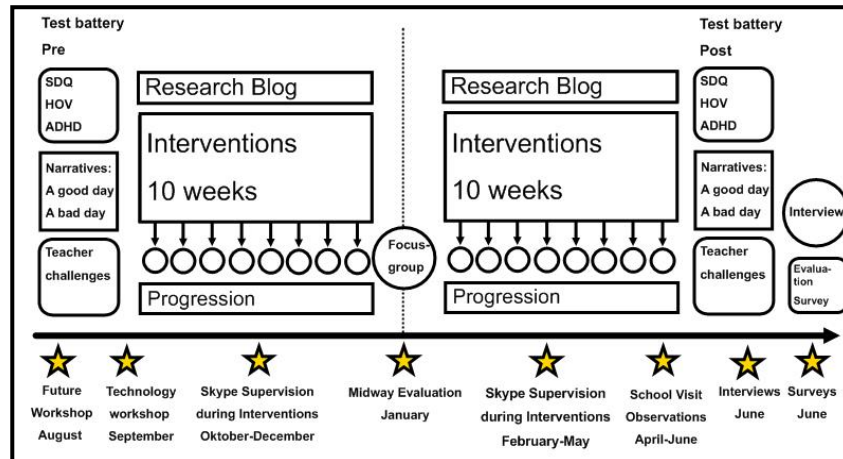 Test battery
Pre
SDQ
HOV
ADHD
Narratives:
A good day
A bad day
Teacher
challenges
Research Blog
Interventions
10 weeks
Progression
Focus-
group
Research Blog
Interventions
10 weeks
Progression
Test battery
Post
SDQ
HOV
ADHD
Narratives:
A good day
A bad day
Teacher
challenges
Interview
Evalua-
tion
Survey
Future
Workshop
August
Technology
workshop
September
Skype Supervision
during Interventions
Oktober-December
Midway Evaluation
January
Skype Supervision
during Interventions
February-May
School Visit
Observations
April-June
Interviews
June
Surveys
June